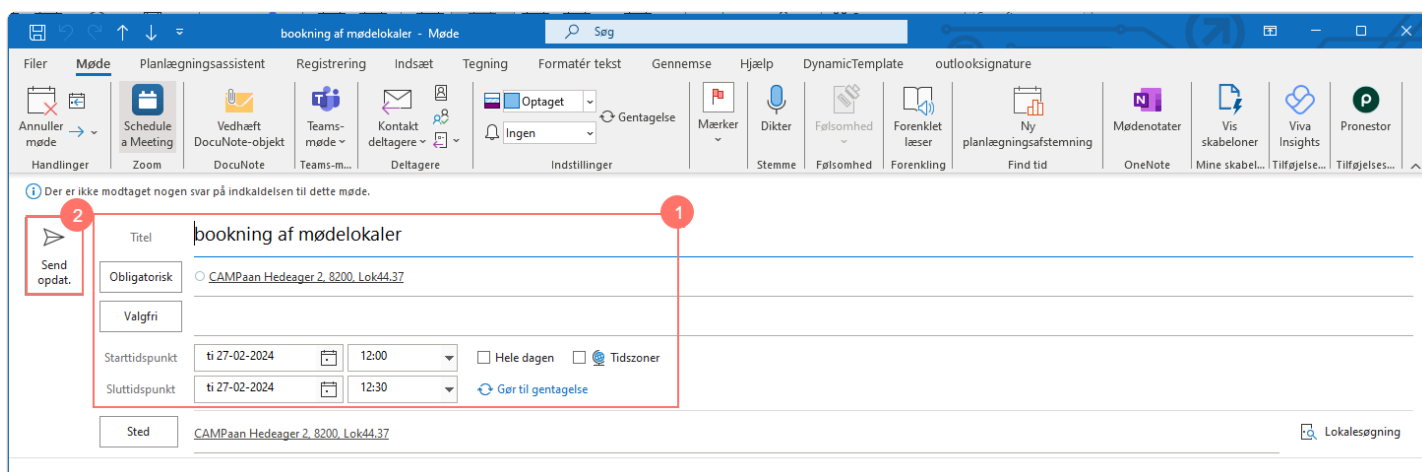 bookning af mødelokaler - Møde
Søg
Filer Møde Planlægningsassistent Registrering Indsæt Tegning Formatér tekst Gennemse Hjælp DynamicTemplate outlooksignature
Annuller møde
Schedule a Meeting
Vedhæft DocuNote-objekt
Teams-møde
Kontakt deltagere
Optaget
Ingen
Gentagelse
Mærker
Dikter
Følsomhed
Forenklet læser
Ny planlægningsafstemning
Mødenotater
Vis skabeloner
Viva Insights
Pronestor
Handlinger Zoom DocuNote Teams-m... Deltagere Indstillinger Stemme Følsomhed Forenkling Find tid OneNote Mine skabel... Tilføjelse... Tilføjelses...
Der er ikke modtaget nogen svar på indkaldelsen til dette møde.
2 1
Send opdat.
Titel bookning af mødelokaler
Obligatorisk CAMPaan Hedeager 2, 8200, Lok44.37
Valgfri
Starttidspunkt ti 27-02-2024 12:00 Hele dagen Tidszoner
Sluttidspunkt ti 27-02-2024 12:30 Gør til gentagelse
Sted CAMPaan Hedeager 2, 8200, Lok44.37 Lokalesøgning